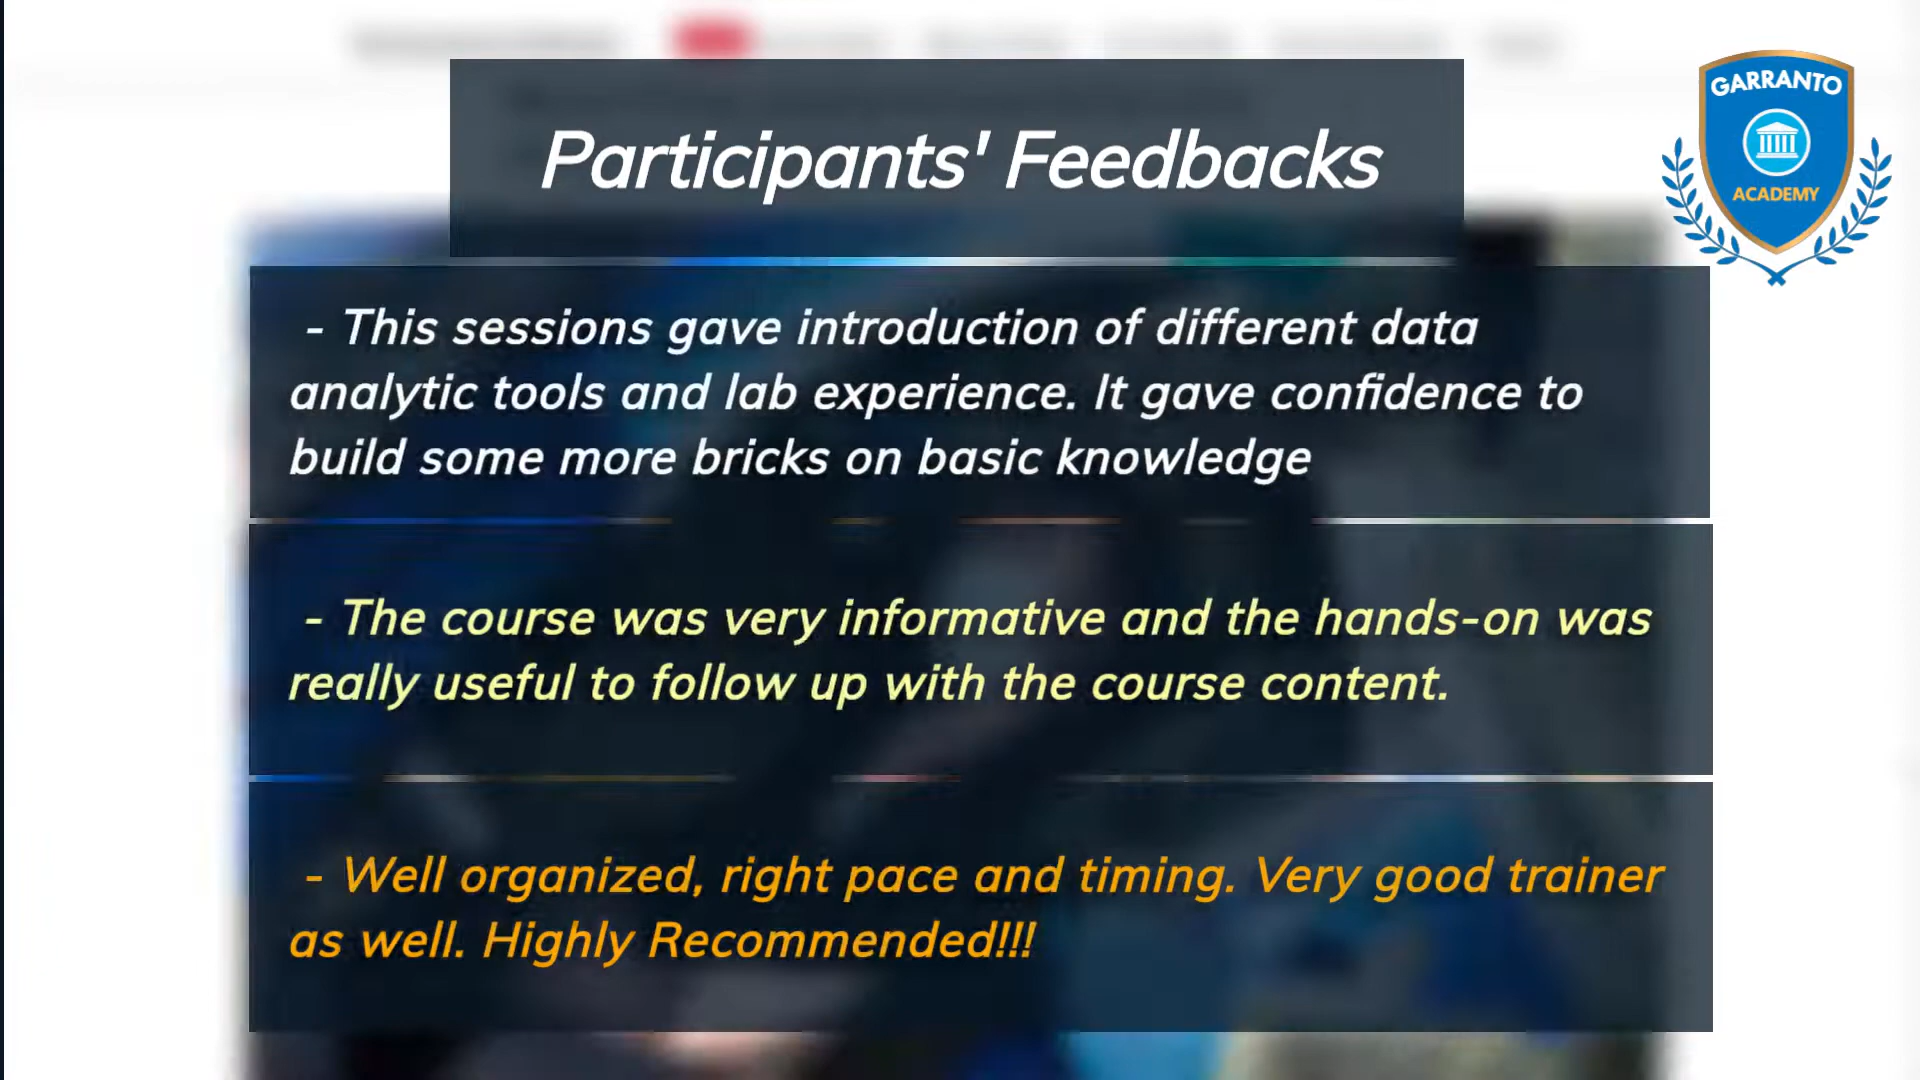 GARRANTO
ACADEMY
Participants' Feedbacks
- This sessions gave introduction of different data
analytic tools and lab experience. It gave confidence to
build some more bricks on basic knowledge
- The course was very informative and the hands-on was
really useful to follow up with the course content.
- Well organized, right pace and timing. Very good trainer
as well. Highly Recommended!!!